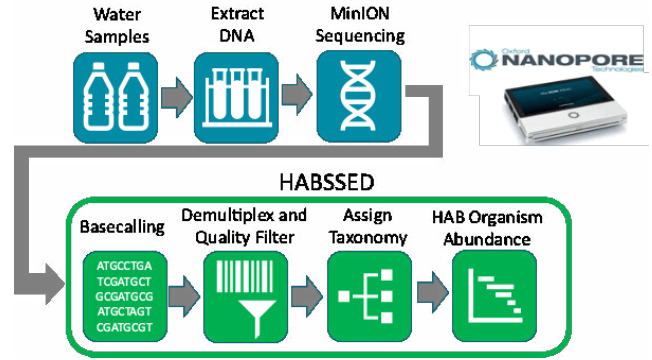 Water
Samples
Extract
DNA
MinION
Sequencing
Oxford
NANOPORE
Technologies
HABSSED
Basecalling
Demultiplex and
Quality Filter
Assign
Taxonomy
HAB Organism
Abundance
ATGCCTGA
TCGATGCT
GCGATGCG
ATGCTAGT
CGATGCGT